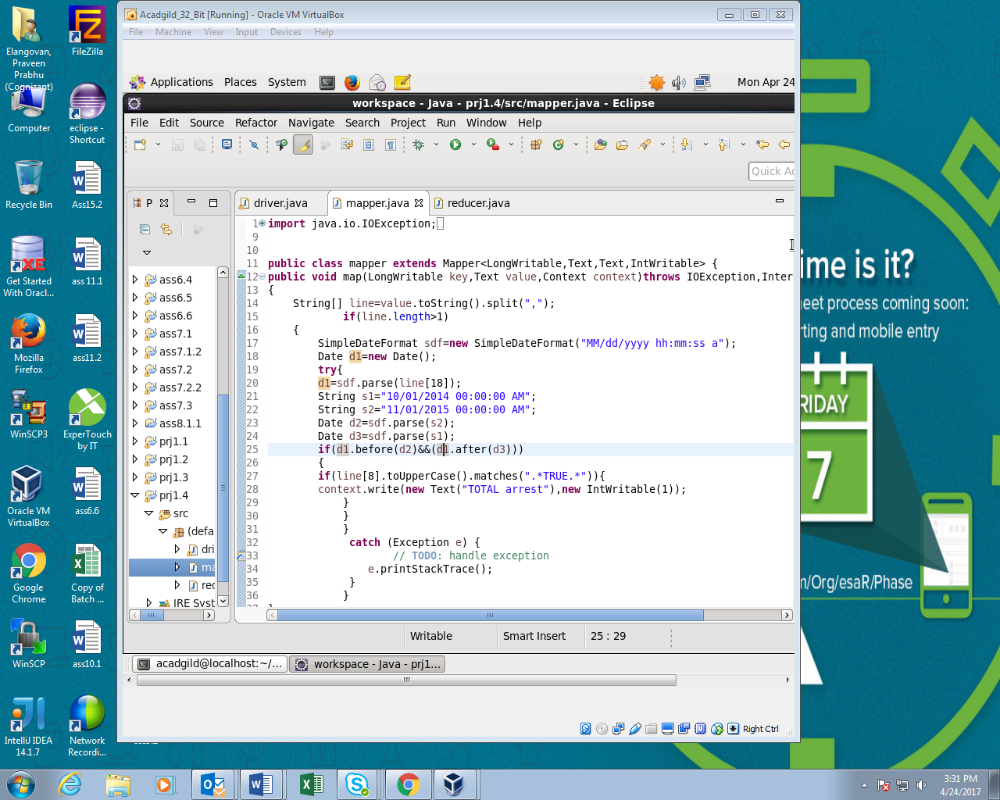 Acadgild_32_Bit [Running] - Oracle VM VirtualBox
File Machine View Input Devices Help
Applications Places System
Mon Apr 24
workspace - Java - prj1.4/src/mapper.java - Eclipse
File Edit Source Refactor Navigate Search Project Run Window Help
Quick Ac
P
driver.java
mapper.java
reducer.java
1 import java.io.IOException;
9
10
11 public class mapper extends Mapper<LongWritable,Text,Text,IntWritable> {
12 public void map(LongWritable key,Text value,Context context)throws IOException,Inter
13 {
14 String[] line=value.toString().split(",");
15 if(line.length>1)
16 {
17 SimpleDateFormat sdf=new SimpleDateFormat("MM/dd/yyyy hh:mm:ss a");
18 Date d1=new Date();
19 try{
20 d1=sdf.parse(line[18]);
21 String s1="10/01/2014 00:00:00 AM";
22 String s2="11/01/2015 00:00:00 AM";
23 Date d2=sdf.parse(s2);
24 Date d3=sdf.parse(s1);
25 if(d1.before(d2)&&(d1.after(d3)))
26 {
27 if(line[8].toUpperCase().matches(".*TRUE.*")){
28 context.write(new Text("TOTAL arrest"),new IntWritable(1));
29 }
30 }
31 }
32 catch (Exception e) {
33 // TODO: handle exception
34 e.printStackTrace();
35 }
36 }
ass6.4
ass6.5
ass6.6
ass7.1
ass7.1.2
ass7.2
ass7.2.2
ass7.3
ass8.1.1
prj1.1
prj1.2
prj1.3
prj1.4
src
(defa
dri
ma
rec
JRE Syst
Writable
Smart Insert
25 : 29
acadgild@localhost:~/...
workspace - Java - prj1...
Right Ctrl
Elangovan,
Praveen
Prabhu
(Cognizant)
FileZilla
Computer
eclipse -
Shortcut
Recycle Bin
Ass15.2
Get Started
With Oracl...
ass 11.1
Mozilla
Firefox
ass11.2
WinSCP3
ExperTouch
by IT
Oracle VM
VirtualBox
ass6.6
Google
Chrome
Copy of
Batch ...
WinSCP
ass10.1
IntelliJ IDEA
14.1.7
Network
Recordi...
ime is it?
eet process coming soon:
rting and mobile entry
RIDAY
7
m/Org/esaR/Phase
3:31 PM
4/24/2017